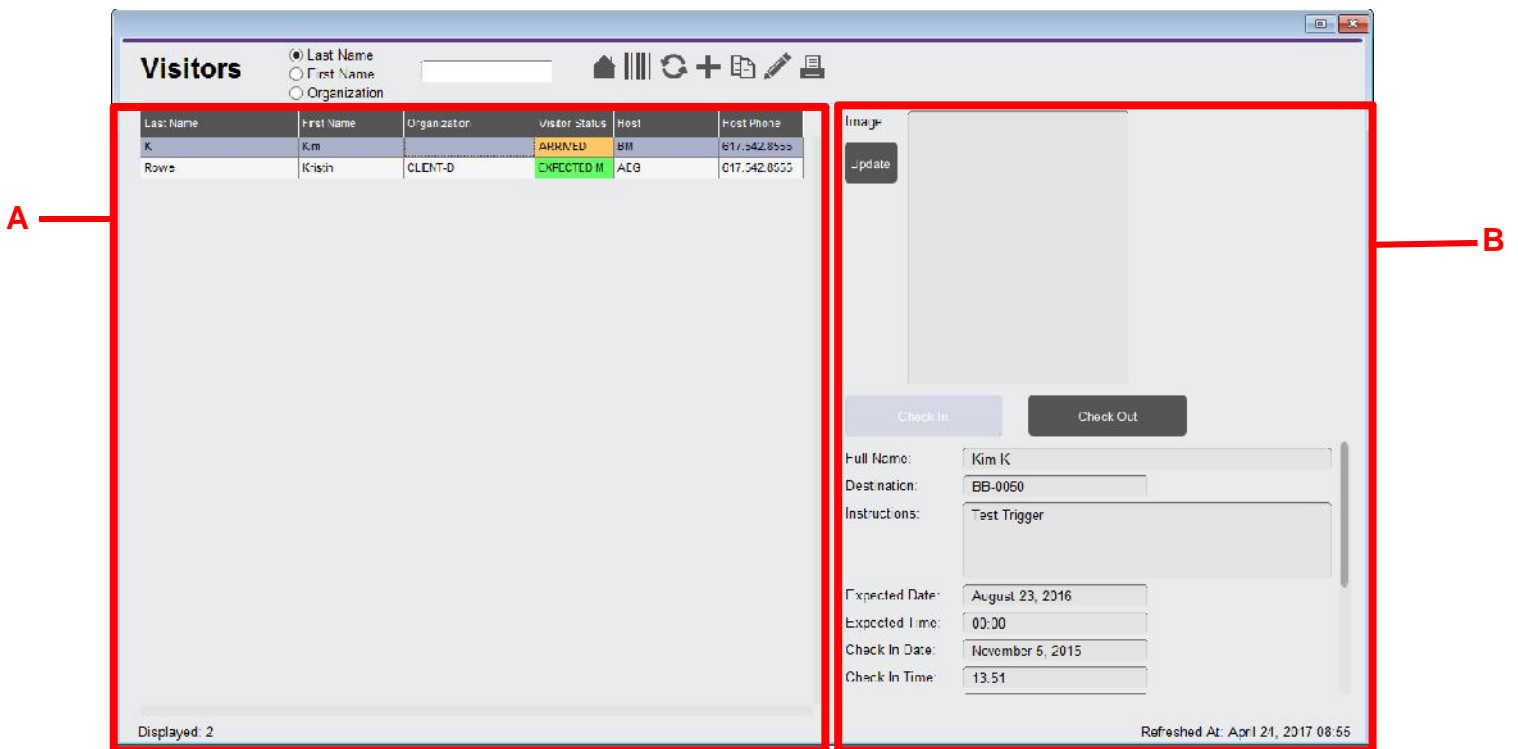 Visitors
Last Name
First Name
Organization
Last Name First Name Organization Visitor Status Host Host Phone
K Kim ARRIVED BM 617.542.8555
Rowe Kristin CLIENT-D EXPECTED M AEG 617.542.8555
Displayed: 2
A
Image
Update
Check In Check Out
Full Name: Kim K
Destination: BB-0050
Instructions: Test Trigger
Expected Date: August 23, 2016
Expected Time: 00:00
Check In Date: November 5, 2015
Check In Time: 13:51
Refreshed At: April 24, 2017 08:55
B